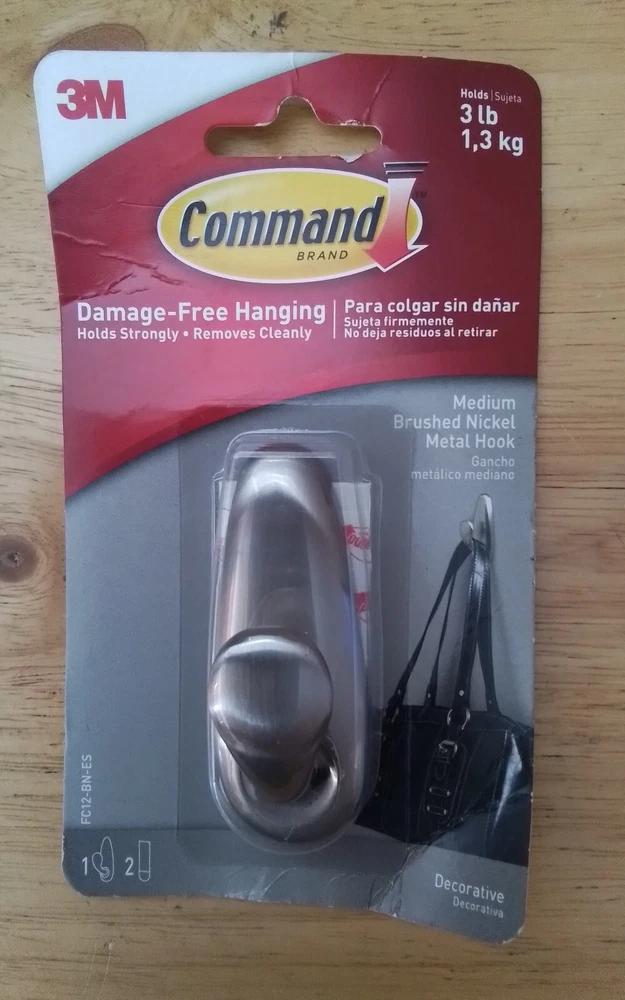 3M
Holds | Sujeta
3 lb
1,3 kg
Command™
BRAND
Damage-Free Hanging
Holds Strongly • Removes Cleanly
Para colgar sin dañar
Sujeta firmemente
No deja residuos al retirar
Medium
Brushed Nickel
Metal Hook
Gancho
metálico mediano
FC12-BN-ES
1 2
Decorative
Decorativa